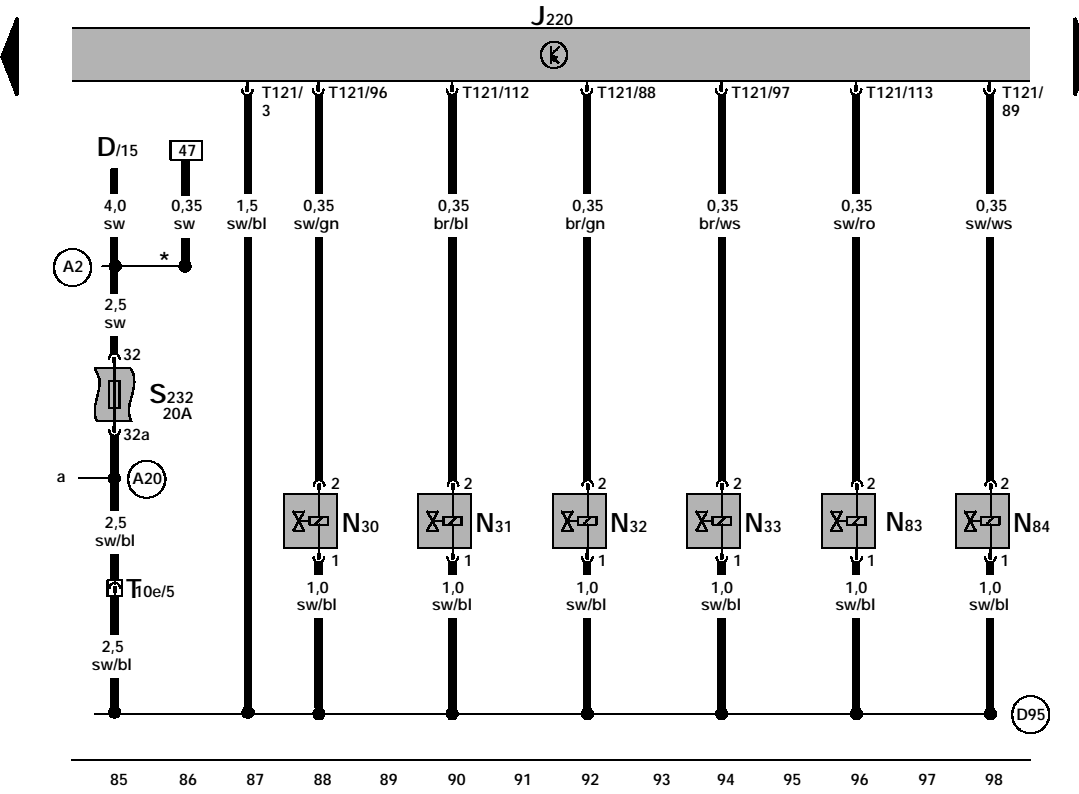 J220
T121/
3
T121/96
T121/112
T121/88
T121/97
T121/113
T121/
89
D/15
47
4,0
sw
0,35
sw
1,5
sw/bl
0,35
sw/gn
0,35
br/bl
0,35
br/gn
0,35
br/ws
0,35
sw/ro
0,35
sw/ws
A2
*
2,5
sw
32
S232
20A
32a
a
A20
2
2
2
2
2
2
N30
N31
N32
N33
N83
N84
2,5
sw/bl
1
1
1
1
1
1
T10e/5
1,0
sw/bl
1,0
sw/bl
1,0
sw/bl
1,0
sw/bl
1,0
sw/bl
1,0
sw/bl
2,5
sw/bl
D95
85 86 87 88 89 90 91 92 93 94 95 96 97 98